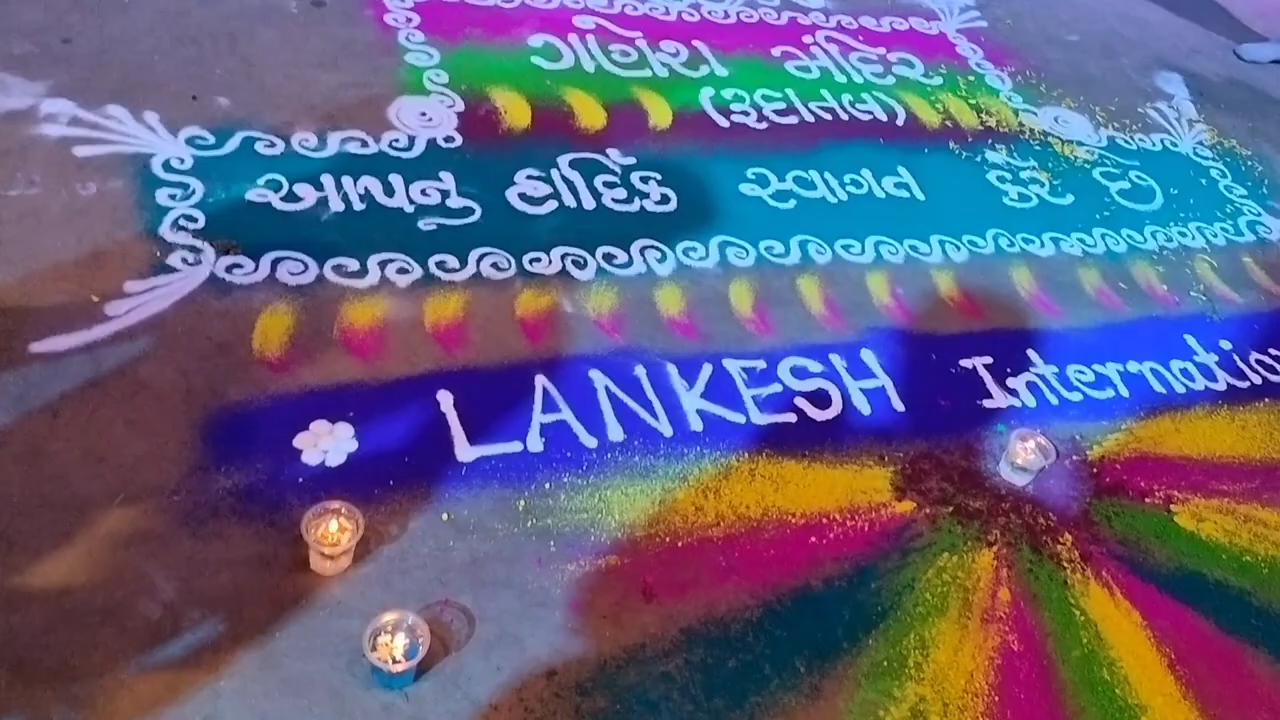 ગણેશ મંદિર
(રૂદાતલ)
આપનુ હાર્દિક સ્વાગત કરે છે
LANKESH Internatio